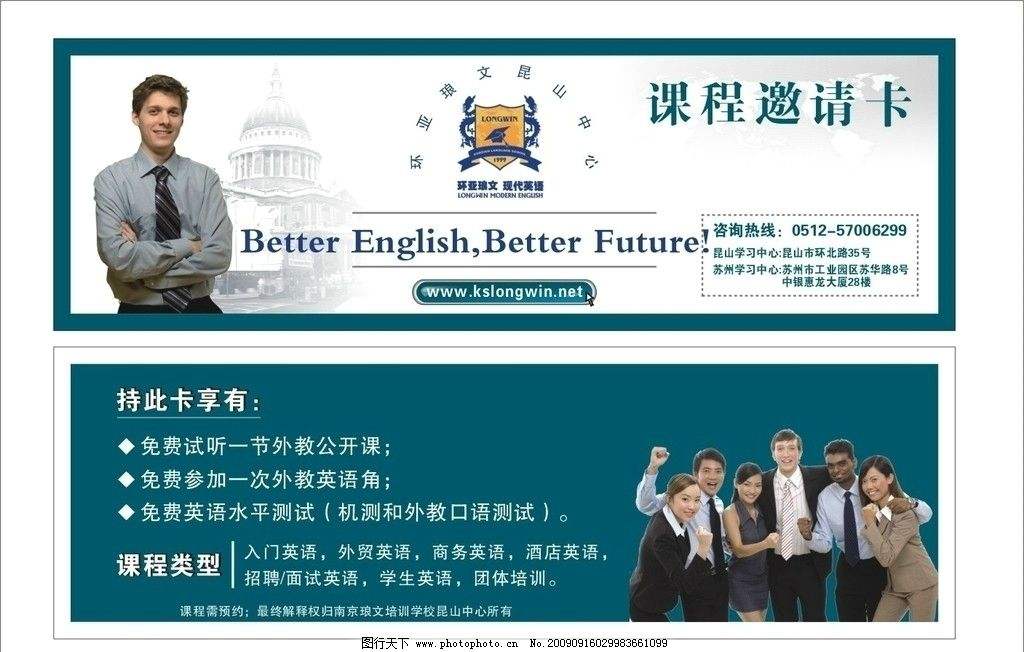 环亚琅文昆山中心
课程邀请卡
LONGWIN
1999
环亚琅文 现代英语
LONGWIN MODERN ENGLISH
Better English,Better Future!
www.kslongwin.net
咨询热线：0512-57006299
昆山学习中心:昆山市环北路35号
苏州学习中心:苏州市工业园区苏华路8号
中银惠龙大厦28楼
持此卡享有：
◆ 免费试听一节外教公开课；
◆ 免费参加一次外教英语角；
◆ 免费英语水平测试（机测和外教口语测试）。
课程类型
入门英语，外贸英语，商务英语，酒店英语，
招聘/面试英语，学生英语，团体培训。
课程需预约；最终解释权归南京琅文培训学校昆山中心所有
图行天下 www.photophoto.cn No.20090916029983661099